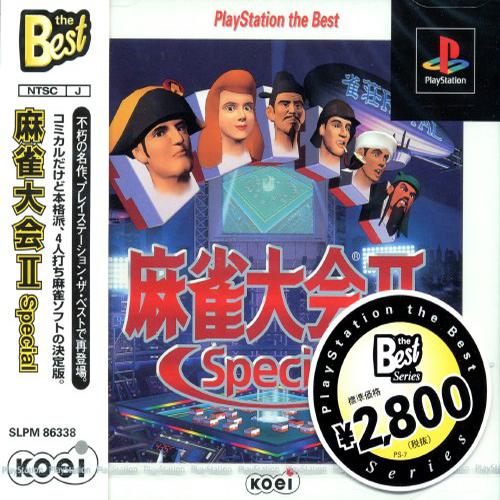 the
Best
NTSC J
麻雀大会Ⅱ Special
不朽の名作、プレイステーション・ザ・ベストで再登場。
コミカルだけど本格派、4人打ち麻雀ソフトの決定版。
SLPM 86338
KOEI
PlayStation the Best
PlayStation
雀荘
麻雀大会Ⅱ
®
Speci
KOEI
PlayStation the Best
the
Best
Series
標準価格
¥2,800
(税抜)
PS-7
Series